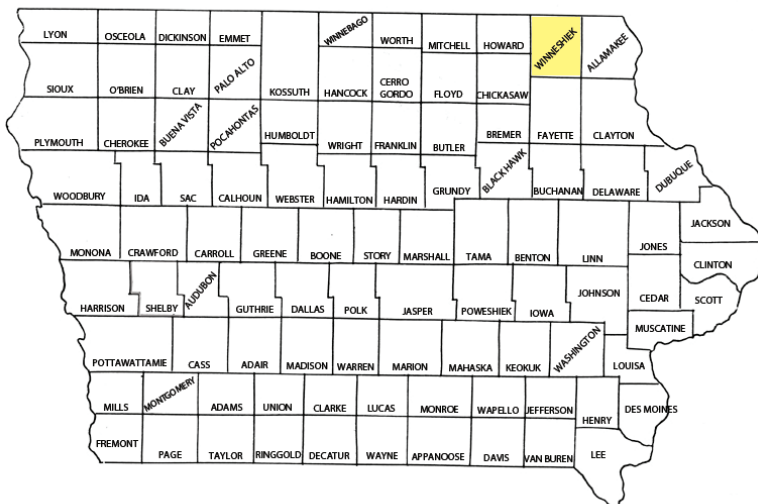 LYON OSCEOLA DICKINSON EMMET WINNEBAGO WORTH MITCHELL HOWARD WINNESHIEK ALLAMAKEE
SIOUX O'BRIEN CLAY PALO ALTO KOSSUTH HANCOCK CERRO GORDO FLOYD CHICKASAW
PLYMOUTH CHEROKEE BUENA VISTA POCAHONTAS HUMBOLDT WRIGHT FRANKLIN BUTLER BREMER FAYETTE CLAYTON
WOODBURY IDA SAC CALHOUN WEBSTER HAMILTON HARDIN GRUNDY BLACK HAWK BUCHANAN DELAWARE DUBUQUE
MONONA CRAWFORD CARROLL GREENE BOONE STORY MARSHALL TAMA BENTON LINN JONES JACKSON
CLINTON
HARRISON SHELBY AUDUBON GUTHRIE DALLAS POLK JASPER POWESHIEK IOWA JOHNSON CEDAR SCOTT
MUSCATINE
POTTAWATTAMIE CASS ADAIR MADISON WARREN MARION MAHASKA KEOKUK WASHINGTON LOUISA
MILLS MONTGOMERY ADAMS UNION CLARKE LUCAS MONROE WAPELLO JEFFERSON HENRY DES MOINES
FREMONT PAGE TAYLOR RINGGOLD DECATUR WAYNE APPANOOSE DAVIS VAN BUREN LEE